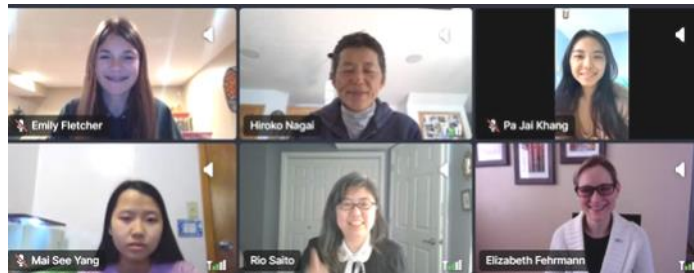 Emily Fletcher
Hiroko Nagai
Pa Jai Khang
Mai See Yang
Rio Saito
Elizabeth Fehrmann